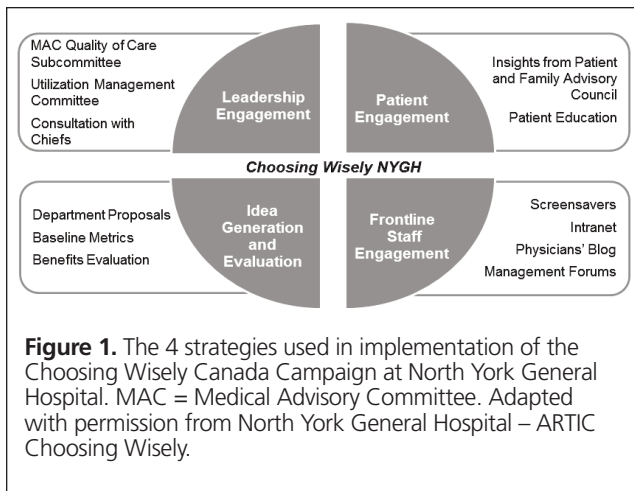 MAC Quality of Care
Subcommittee
Utilization Management
Committee
Consultation with
Chiefs
Leadership
Engagement
Patient
Engagement
Insights from Patient
and Family Advisory
Council
Patient Education
Choosing Wisely NYGH
Department Proposals
Baseline Metrics
Benefits Evaluation
Idea
Generation
and
Evaluation
Frontline
Staff
Engagement
Screensavers
Intranet
Physicians' Blog
Management Forums
Figure 1. The 4 strategies used in implementation of the
Choosing Wisely Canada Campaign at North York General
Hospital. MAC = Medical Advisory Committee. Adapted
with permission from North York General Hospital – ARTIC
Choosing Wisely.